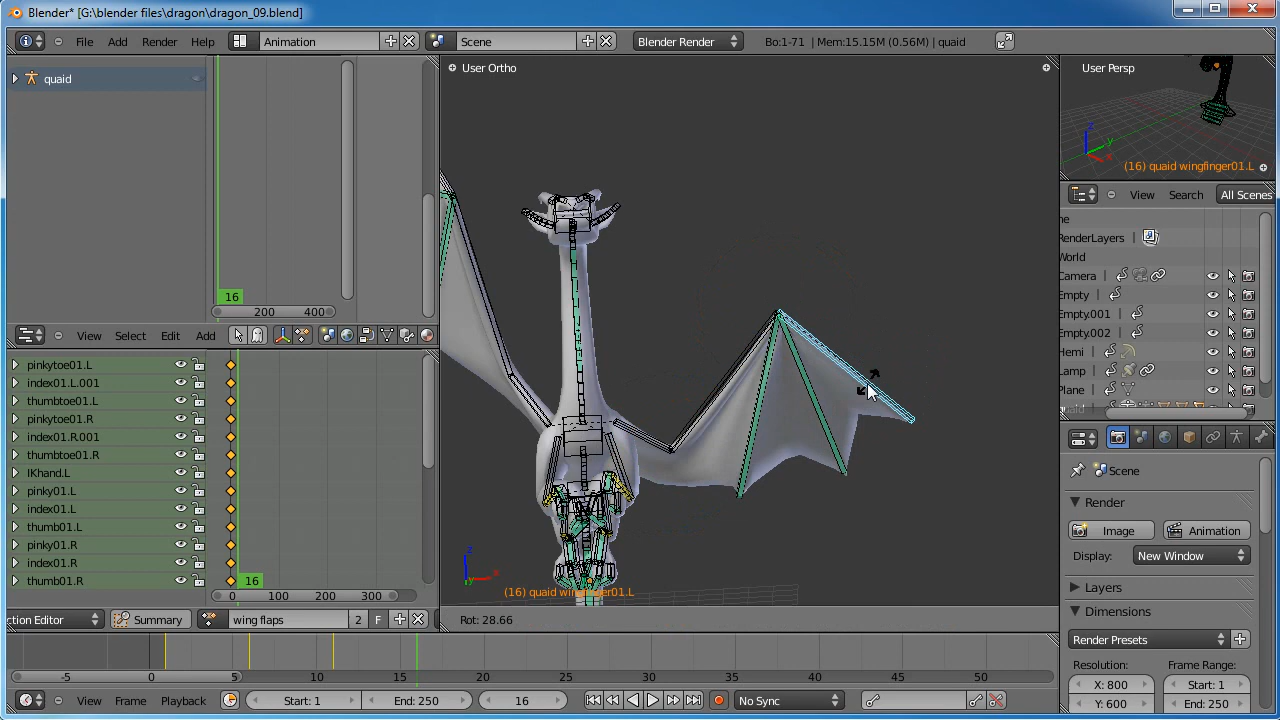 Blender* [G:\blender files\dragon\dragon_09.blend]
File Add Render Help Animation Scene Blender Render Bo:1-71 | Mem:15.15M (0.56M) | quaid
quaid
16
200 400
View Select Edit Add
pinkytoe01.L
index01.L.001
thumbtoe01.L
pinkytoe01.R
index01.R.001
thumbtoe01.R
IKhand.L
pinky01.L
index01.L
thumb01.L
pinky01.R
index01.R
thumb01.R
16
0 100 200 300
ction Editor Summary wing flaps 2 F
User Ortho
z
x
y
(16) quaid wingfinger01.L
Rot: 28.66
User Persp
z
y
x
(16) quaid wingfinger01.L
View Search All Scenes
ne
RenderLayers
World
Camera
Empty
Empty.001
Empty.002
Hemi
Lamp
Plane
Scene
Render
Image Animation
Display: New Window
Layers
Dimensions
Render Presets
Resolution: Frame Range:
X: 800 Start: 1
Y: 600 End: 250
-5 0 5 10 15 20 25 30 35 40 45 50
View Frame Playback Start: 1 End: 250 16 No Sync